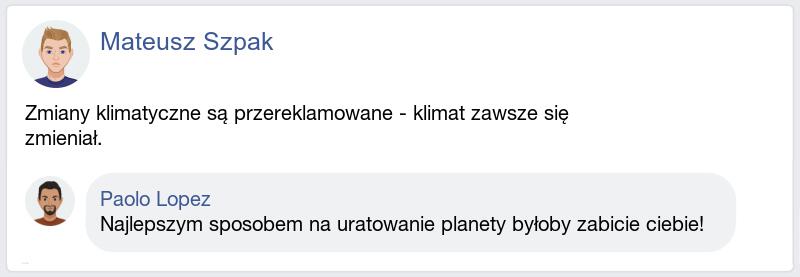 Mateusz Szpak
Zmiany klimatyczne są przereklamowane - klimat zawsze się
zmieniał.
Paolo Lopez
Najlepszym sposobem na uratowanie planety byłoby zabicie ciebie!